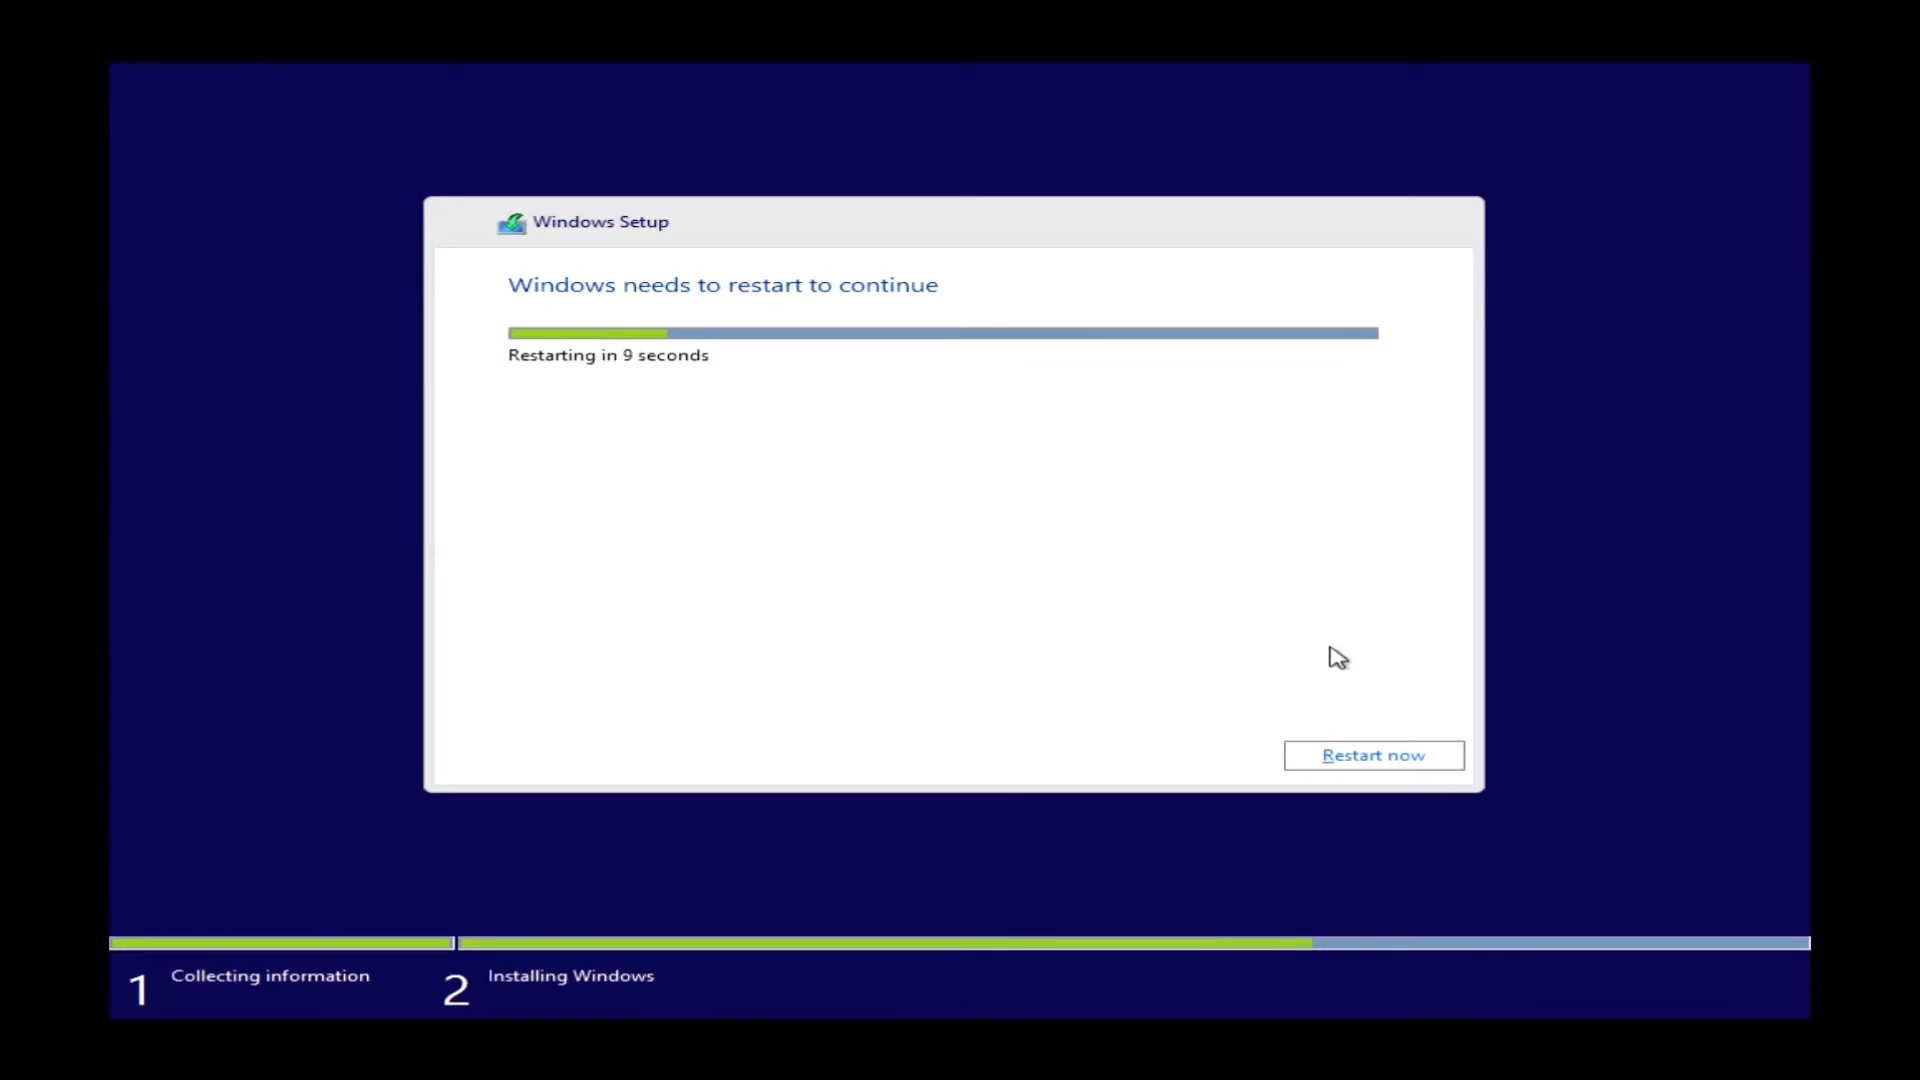 Windows Setup
Windows needs to restart to continue
Restarting in 9 seconds
Restart now
1 Collecting information
2 Installing Windows